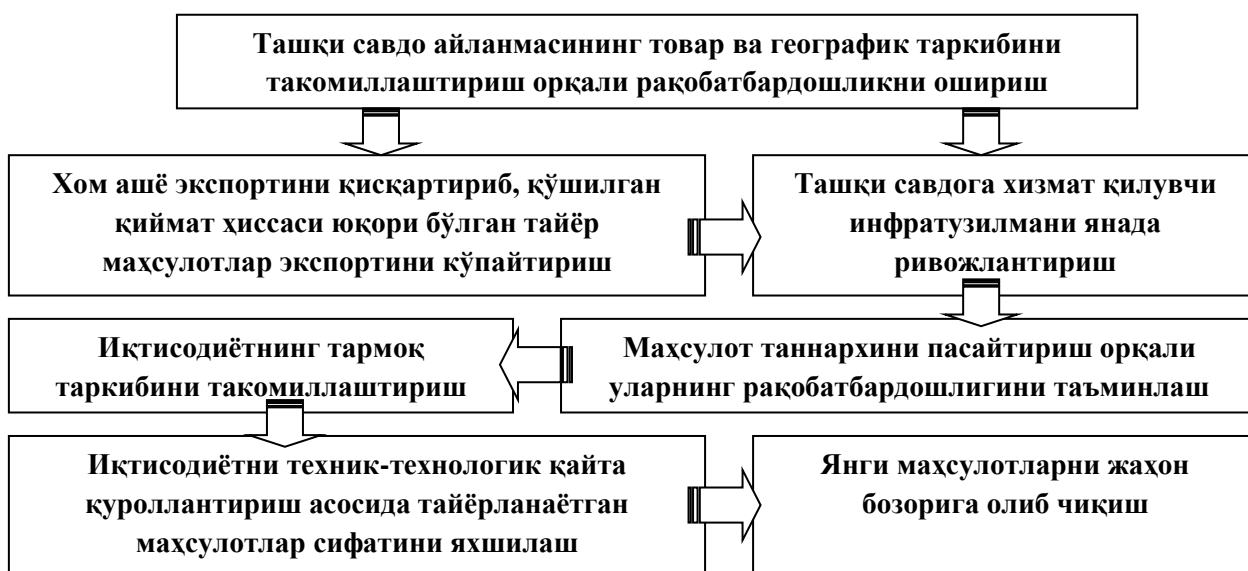 Ташқи савдо айланмасининг товар ва географик таркибини
такомиллаштириш орқали рақобатбардошликни ошириш
Хом ашё экспортини қисқартириб, қўшилган
қиймат ҳиссаси юқори бўлган тайёр
маҳсулотлар экспортини кўпайтириш
Ташқи савдога хизмат қилувчи
инфратузилмани янада
ривожлантириш
Маҳсулот таннархини пасайтириш орқали
уларнинг рақобатбардошлигини таъминлаш
Иқтисодиётнинг тармоқ
таркибини такомиллаштириш
Иқтисодиётни техник-технологик қайта
қуроллантириш асосида тайёрланаётган
маҳсулотлар сифатини яхшилаш
Янги маҳсулотларни жаҳон
бозорига олиб чиқиш